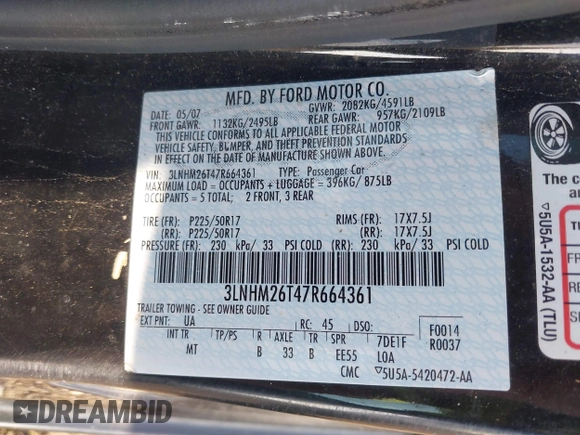 MFD. BY FORD MOTOR CO.
05/07 GVWR: 2082KG/4591LB
FRONT GAWR: 1132KG/2495LB REAR GAWR: 957KG/2109LB
THIS VEHICLE CONFORMS TO ALL APPLICABLE FEDERAL MOTOR
VEHICLE SAFETY, BUMPER, AND THEFT PREVENTION STANDARDS
IN EFFECT ON THE DATE OF MANUFACTURE SHOWN ABOVE.
VIN: 3LNHM26T47R664361 TYPE: Passenger Car
MAXIMUM LOAD = OCCUPANTS + LUGGAGE = 396KG/ 875LB
OCCUPANTS = 5 TOTAL; 2 FRONT, 3 REAR
TIRE (FR): P225/50R17 RIMS (FR): 17X7.5J
(RR): P225/50R17 (RR): 17X7.5J
PRESSURE (FR): 230 kPa/ 33 PSI COLD (RR): 230 kPa/ 33 PSI COLD
3LNHM26T47R664361
TRAILER TOWING - SEE OWNER GUIDE
EXT PNT: UA RC: 45 DSO: F0014
INT TR TP/PS R AXLE TR SPR 7DE1F R0037
MT B 33 B EE55 L0A
CMC 5U5A-5420472-AA
5U5A-1532-AA (TLU)
The c
Le co
FR
RE
DREAMBID